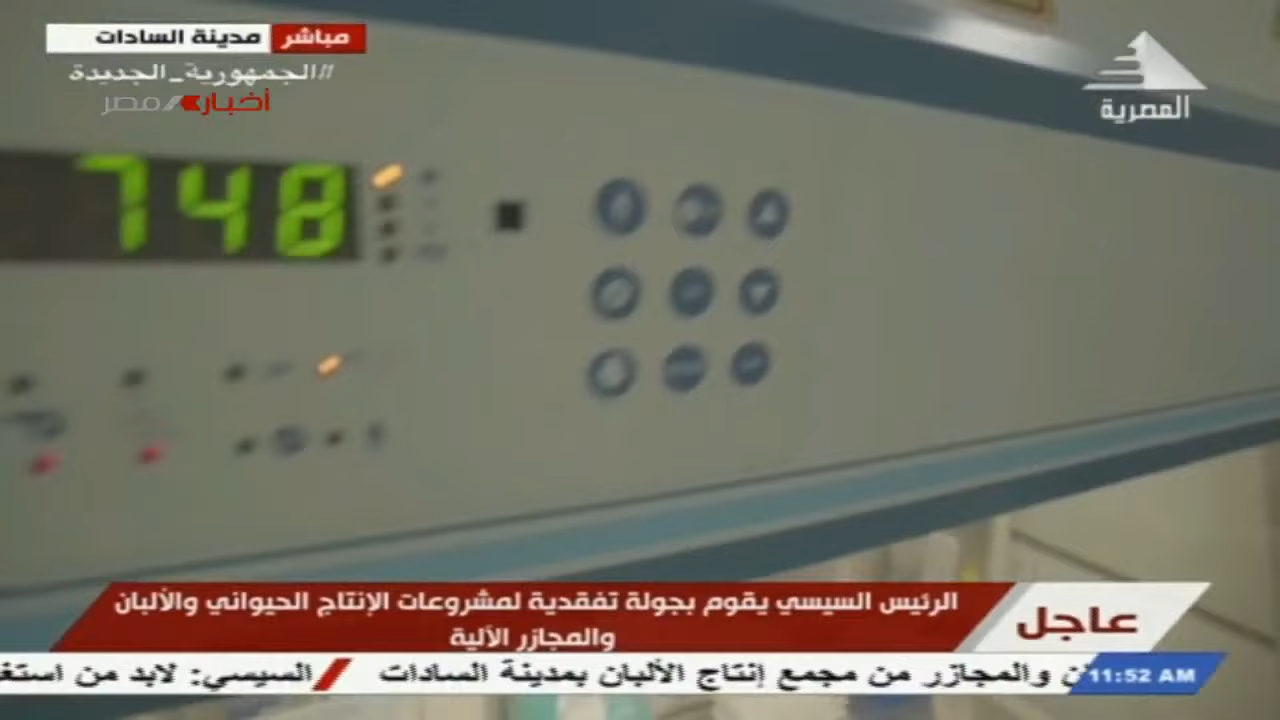 مباشر مدينة السادات
#الجمهورية_الجديدة
أخبار مصر
المصرية
748
عاجل
الرئيس السيسي يقوم بجولة تفقدية لمشروعات الإنتاج الحيواني والألبان
والمجازر الآلية
11:52 AM
والمجازر من مجمع إنتاج الألبان بمدينة السادات
السيسي: لابد من